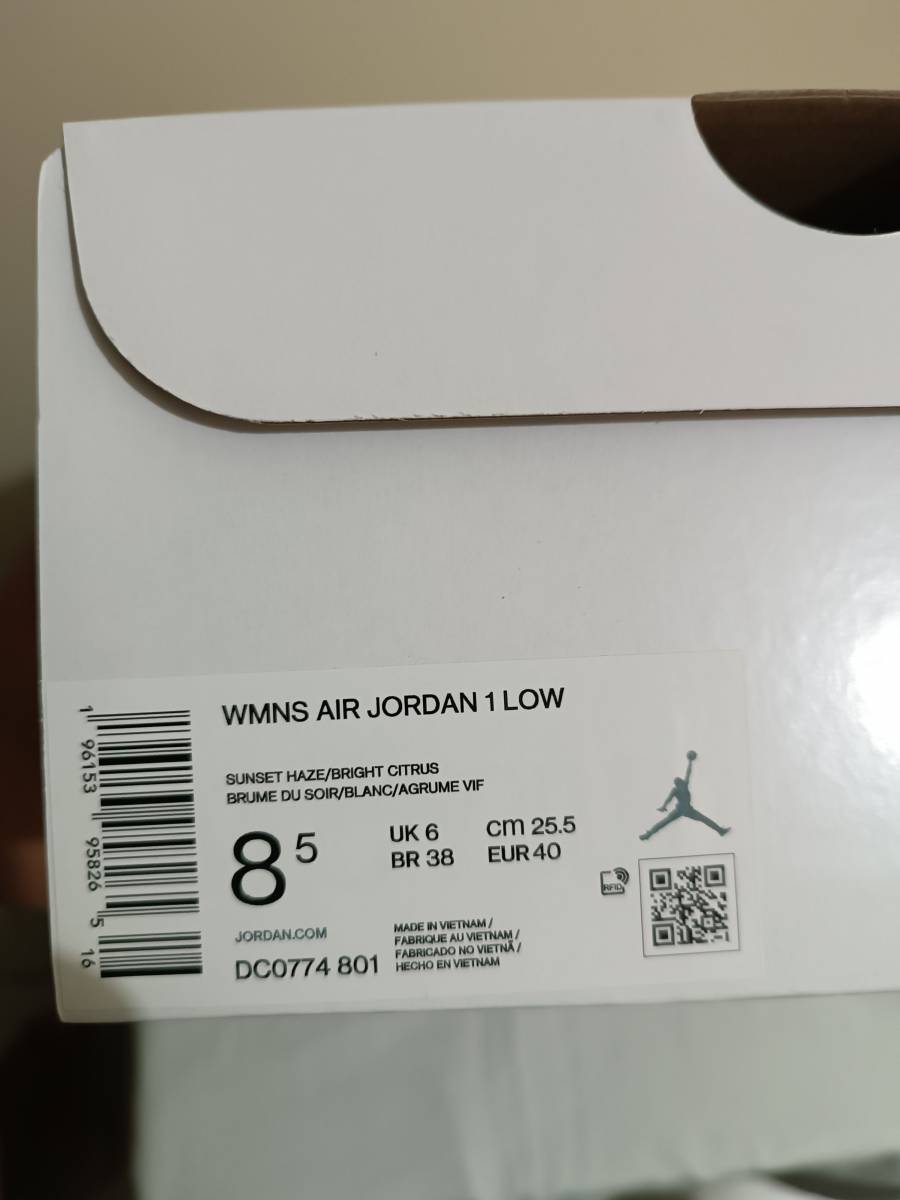 WMNS AIR JORDAN 1 LOW
SUNSET HAZE/BRIGHT CITRUS
BRUME DU SOIR/BLANC/AGRUME VIF
8 5
UK 6
BR 38
cm 25.5
EUR 40
JORDAN.COM
DC0774 801
MADE IN VIETNAM /
FABRIQUE AU VIETNAM /
FABRICADO NO VIETNÃ /
HECHO EN VIETNAM
RFID
1 96153 95826 5 16